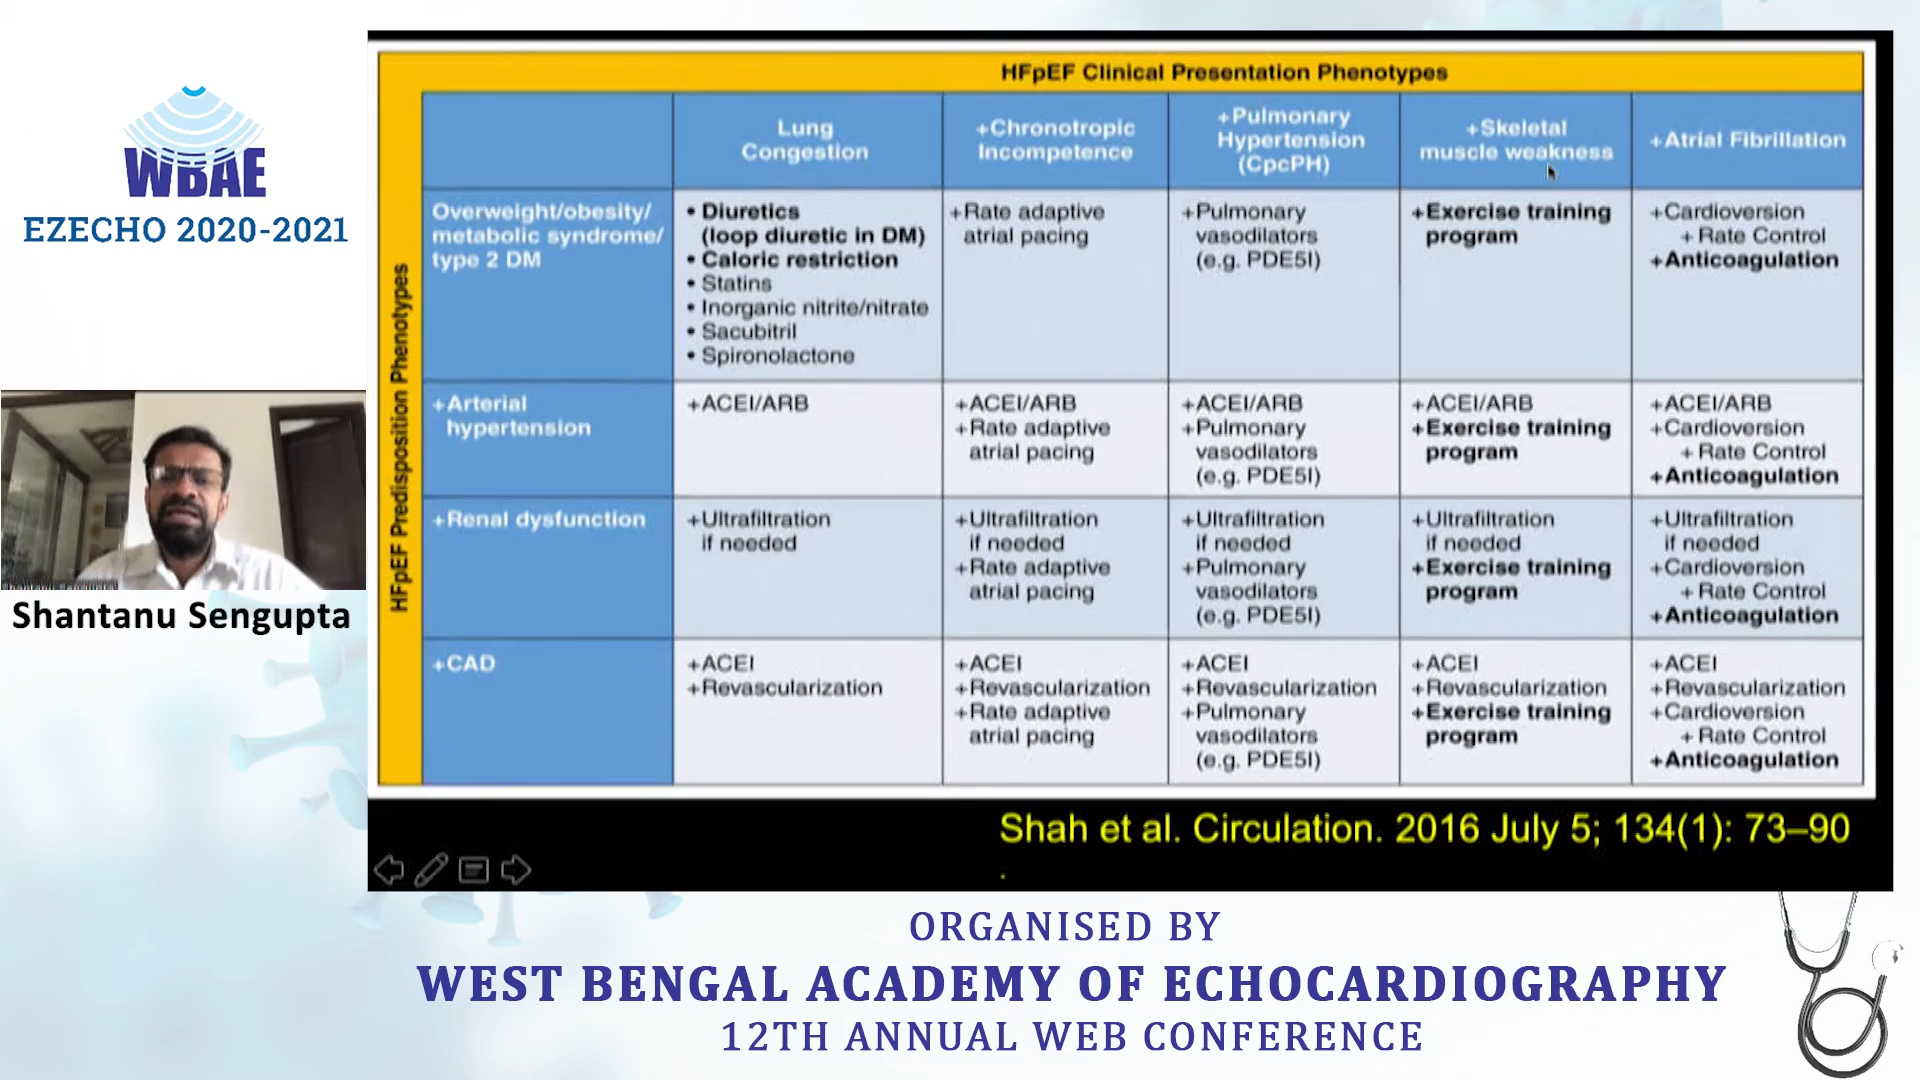 WBAE
EZECHO 2020-2021
Shantanu Sengupta
HFpEF Clinical Presentation Phenotypes
HFpEF Predisposition Phenotypes
Lung
Congestion
+Chronotropic
Incompetence
+Pulmonary
Hypertension
(CpcPH)
+Skeletal
muscle weakness
+Atrial Fibrillation
Overweight/obesity/
metabolic syndrome/
type 2 DM
• Diuretics
(loop diuretic in DM)
• Caloric restriction
• Statins
• Inorganic nitrite/nitrate
• Sacubitril
• Spironolactone
+Rate adaptive
atrial pacing
+Pulmonary
vasodilators
(e.g. PDE5I)
+Exercise training
program
+Cardioversion
+ Rate Control
+Anticoagulation
+Arterial
hypertension
+ACEI/ARB
+ACEI/ARB
+Rate adaptive
atrial pacing
+ACEI/ARB
+Pulmonary
vasodilators
(e.g. PDE5I)
+ACEI/ARB
+Exercise training
program
+ACEI/ARB
+Cardioversion
+ Rate Control
+Anticoagulation
+Renal dysfunction
+Ultrafiltration
if needed
+Ultrafiltration
if needed
+Rate adaptive
atrial pacing
+Ultrafiltration
if needed
+Pulmonary
vasodilators
(e.g. PDE5I)
+Ultrafiltration
if needed
+Exercise training
program
+Ultrafiltration
if needed
+Cardioversion
+ Rate Control
+Anticoagulation
+CAD
+ACEI
+Revascularization
+ACEI
+Revascularization
+Rate adaptive
atrial pacing
+ACEI
+Revascularization
+Pulmonary
vasodilators
(e.g. PDE5I)
+ACEI
+Revascularization
+Exercise training
program
+ACEI
+Revascularization
+Cardioversion
+ Rate Control
+Anticoagulation
Shah et al. Circulation. 2016 July 5; 134(1): 73–90
.
ORGANISED BY
WEST BENGAL ACADEMY OF ECHOCARDIOGRAPHY
12TH ANNUAL WEB CONFERENCE